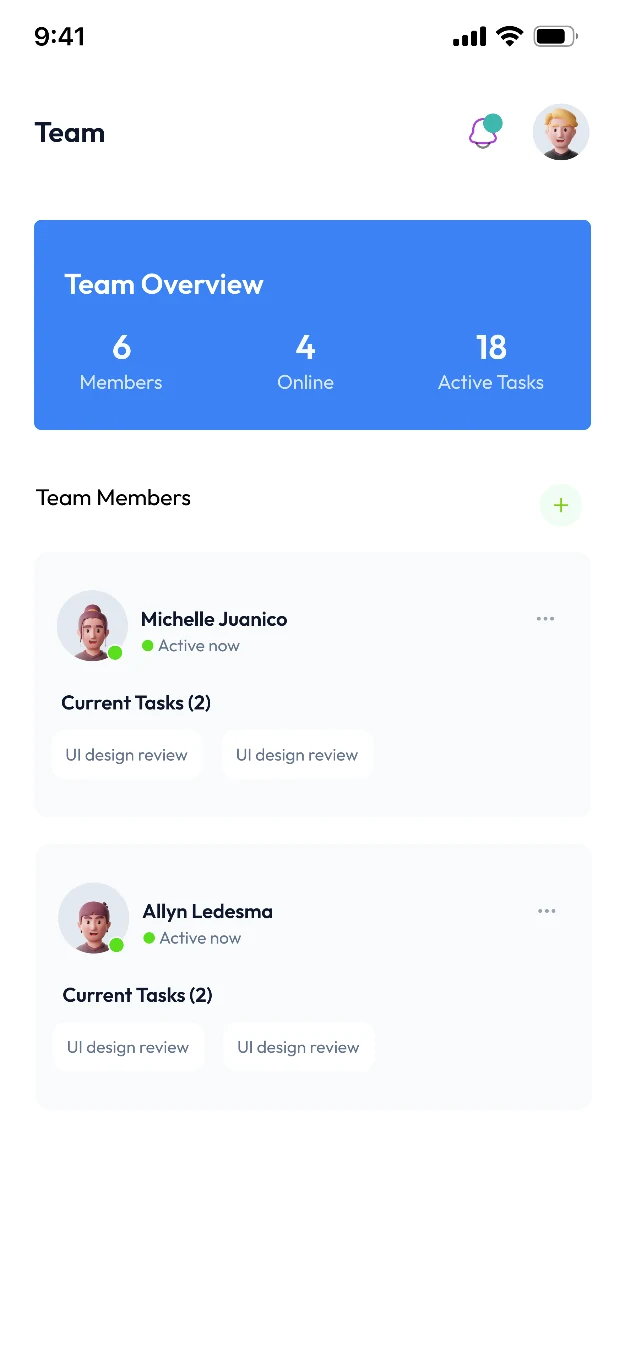 9:41
Team
Team Overview
6 4 18
Members Online Active Tasks
Team Members
+
Michelle Juanico
Active now
Current Tasks (2)
UI design review UI design review
Allyn Ledesma
Active now
Current Tasks (2)
UI design review UI design review